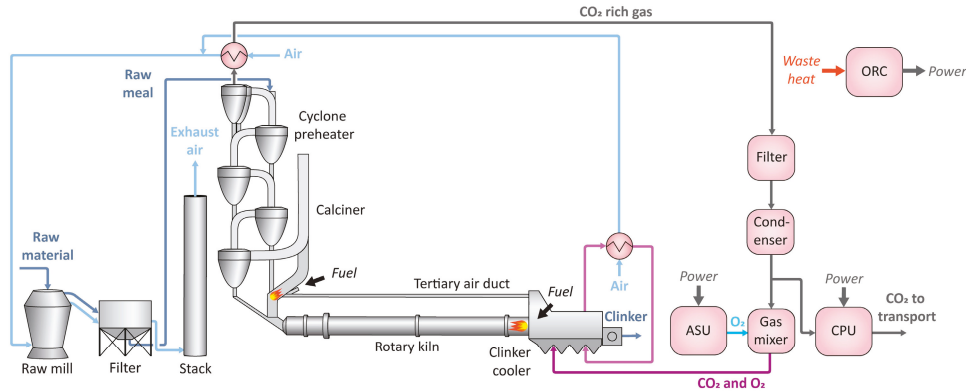 CO₂ rich gas
Air
Raw
meal
Waste
heat
ORC
Power
Cyclone
preheater
Exhaust
air
Filter
Calciner
Cond-
enser
Raw
material
Fuel
Air
Power
Power
Tertiary air duct
Fuel
CO₂ to
transport
Clinker
ASU
O₂
Gas
mixer
CPU
Rotary kiln
Clinker
cooler
Raw mill
Filter
Stack
CO₂ and O₂